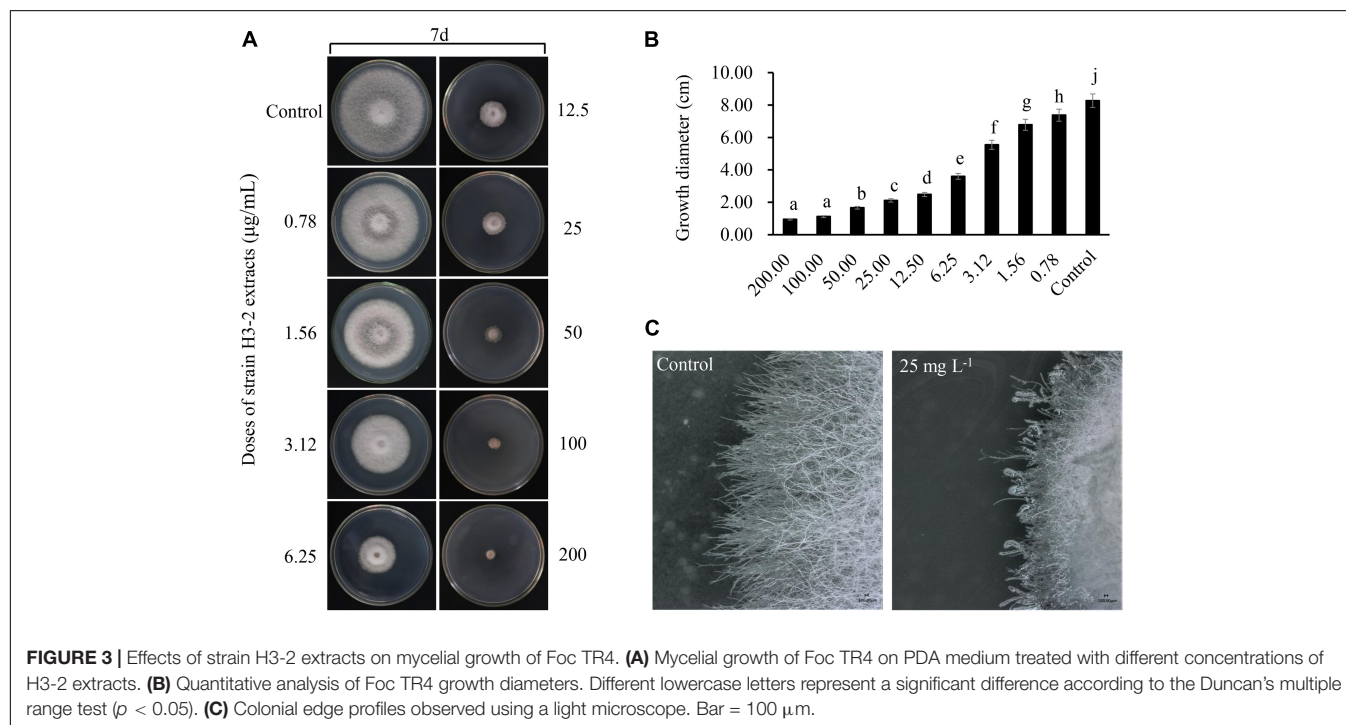 A
7d
Doses of strain H3-2 extracts (μg/mL)
Control
12.5
0.78
25
1.56
50
3.12
100
6.25
200
B
Growth diameter (cm)
10.00
8.00
6.00
4.00
2.00
0.00
a
a
b
c
d
e
f
g
h
j
200.00
100.00
50.00
25.00
12.50
6.25
3.12
1.56
0.78
Control
C
Control
100.00μm
25 mg L⁻¹
100.00μm
FIGURE 3 | Effects of strain H3-2 extracts on mycelial growth of Foc TR4. (A) Mycelial growth of Foc TR4 on PDA medium treated with different concentrations of
H3-2 extracts. (B) Quantitative analysis of Foc TR4 growth diameters. Different lowercase letters represent a significant difference according to the Duncan's multiple
range test (p < 0.05). (C) Colonial edge profiles observed using a light microscope. Bar = 100 μm.